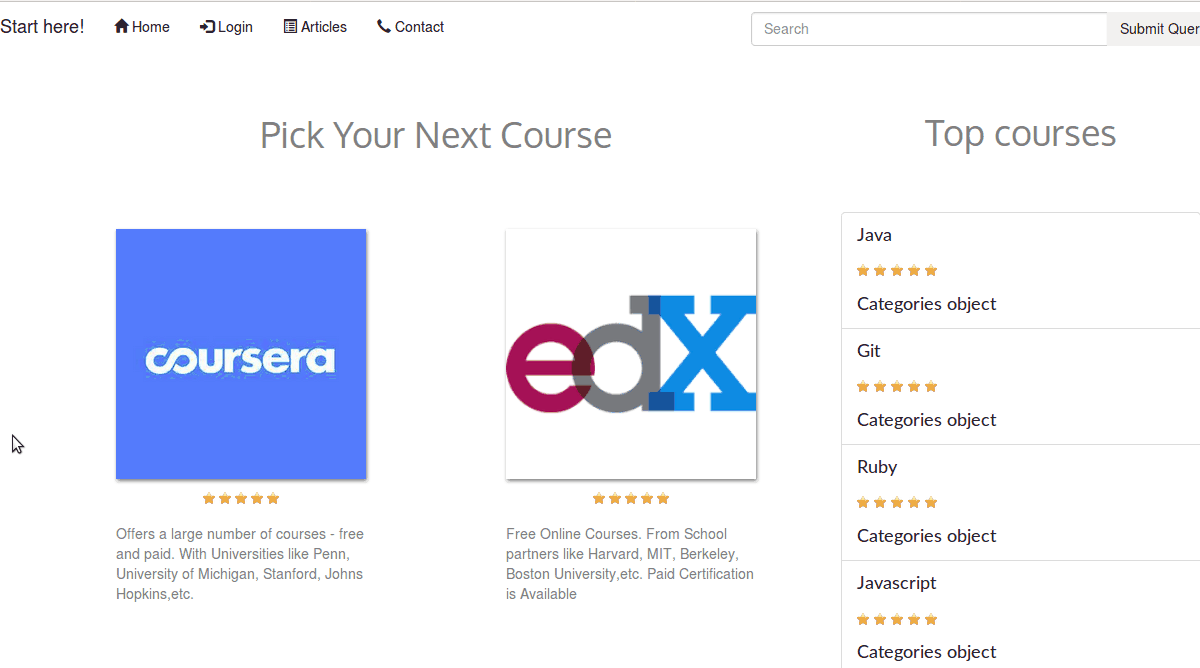 Start here!
Home
Login
Articles
Contact
Search
Submit Quer
Pick Your Next Course
Top courses
coursera
edX
Offers a large number of courses - free
and paid. With Universities like Penn,
University of Michigan, Stanford, Johns
Hopkins,etc.
Free Online Courses. From School
partners like Harvard, MIT, Berkeley,
Boston University,etc. Paid Certification
is Available
Java
Categories object
Git
Categories object
Ruby
Categories object
Javascript
Categories object